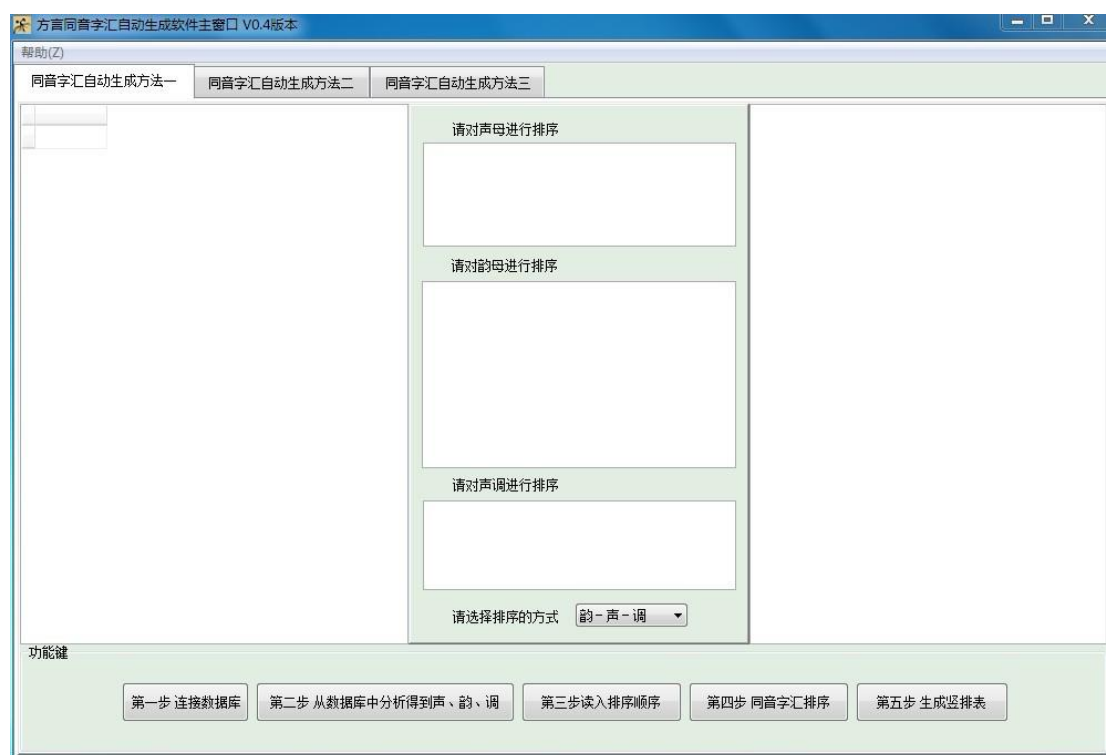 方言同音字汇自动生成软件主窗口 V0.4版本
帮助(Z)
同音字汇自动生成方法一 同音字汇自动生成方法二 同音字汇自动生成方法三
请对声母进行排序
请对韵母进行排序
请对声调进行排序
请选择排序的方式 韵-声-调
功能键
第一步 连接数据库 第二步 从数据库中分析得到声、韵、调 第三步读入排序顺序 第四步 同音字汇排序 第五步 生成竖排表